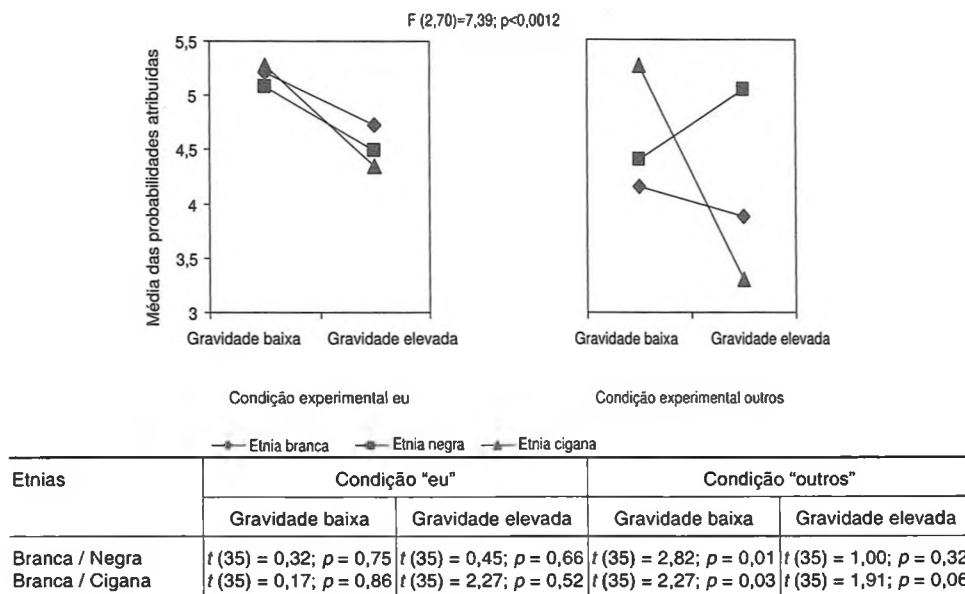 F (2,70)=7,39; p<0,0012
Média das probabilidades atribuídas
5,5
5
4,5
4
3,5
3
Gravidade baixa Gravidade elevada
Gravidade baixa Gravidade elevada
Condição experimental eu
Condição experimental outros
Etnia branca Etnia negra Etnia cigana
Etnias Condição "eu" Condição "outros"
Gravidade baixa Gravidade elevada Gravidade baixa Gravidade elevada
Branca / Negra t (35) = 0,32; p = 0,75 t (35) = 0,45; p = 0,66 t (35) = 2,82; p = 0,01 t (35) = 1,00; p = 0,32
Branca / Cigana t (35) = 0,17; p = 0,86 t (35) = 2,27; p = 0,52 t (35) = 2,27; p = 0,03 t (35) = 1,91; p = 0,06